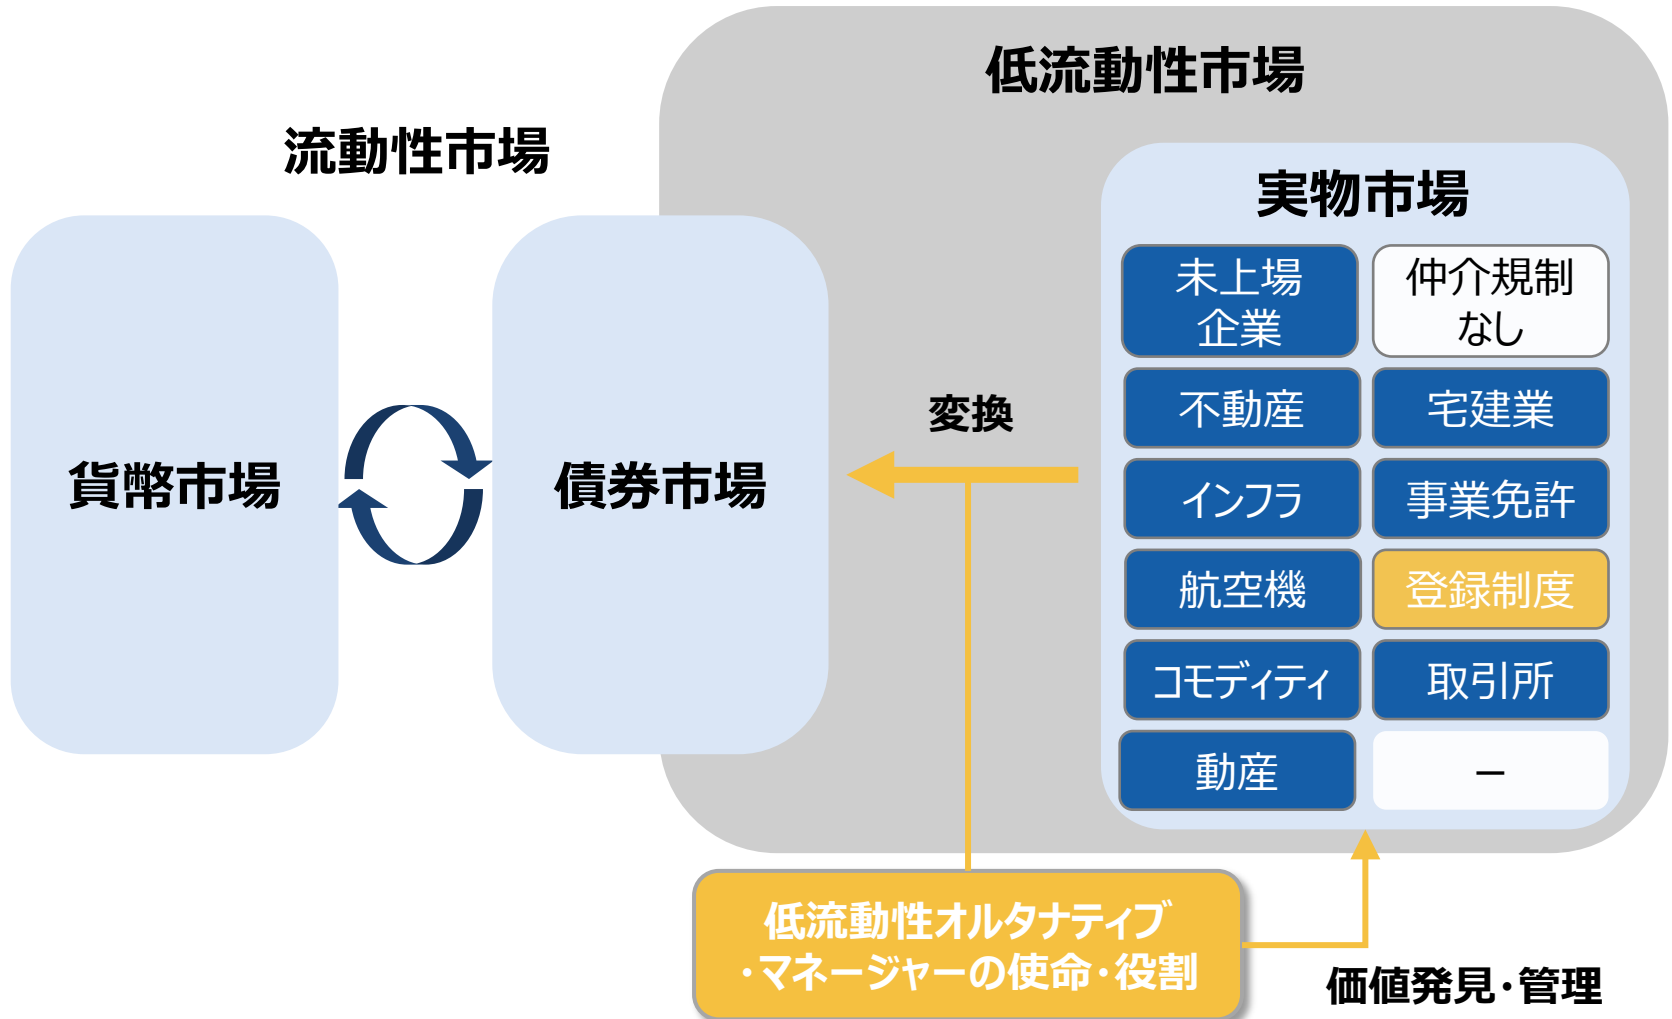 低流動性市場
流動性市場
実物市場
未上場
企業
仲介規制
なし
不動産
宅建業
インフラ
事業免許
航空機
登録制度
コモディティ
取引所
動産
－
変換
貨幣市場
債券市場
低流動性オルタナティブ
・マネージャーの使命・役割
価値発見・管理